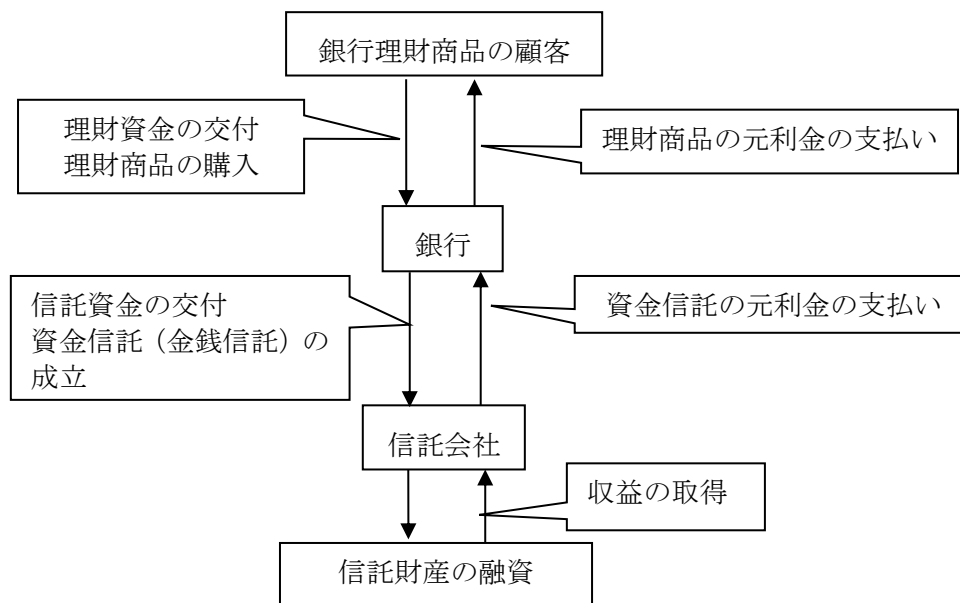 銀行理財商品の顧客
理財資金の交付
理財商品の購入
理財商品の元利金の支払い
銀行
信託資金の交付
資金信託（金銭信託）の
成立
資金信託の元利金の支払い
信託会社
収益の取得
信託財産の融資